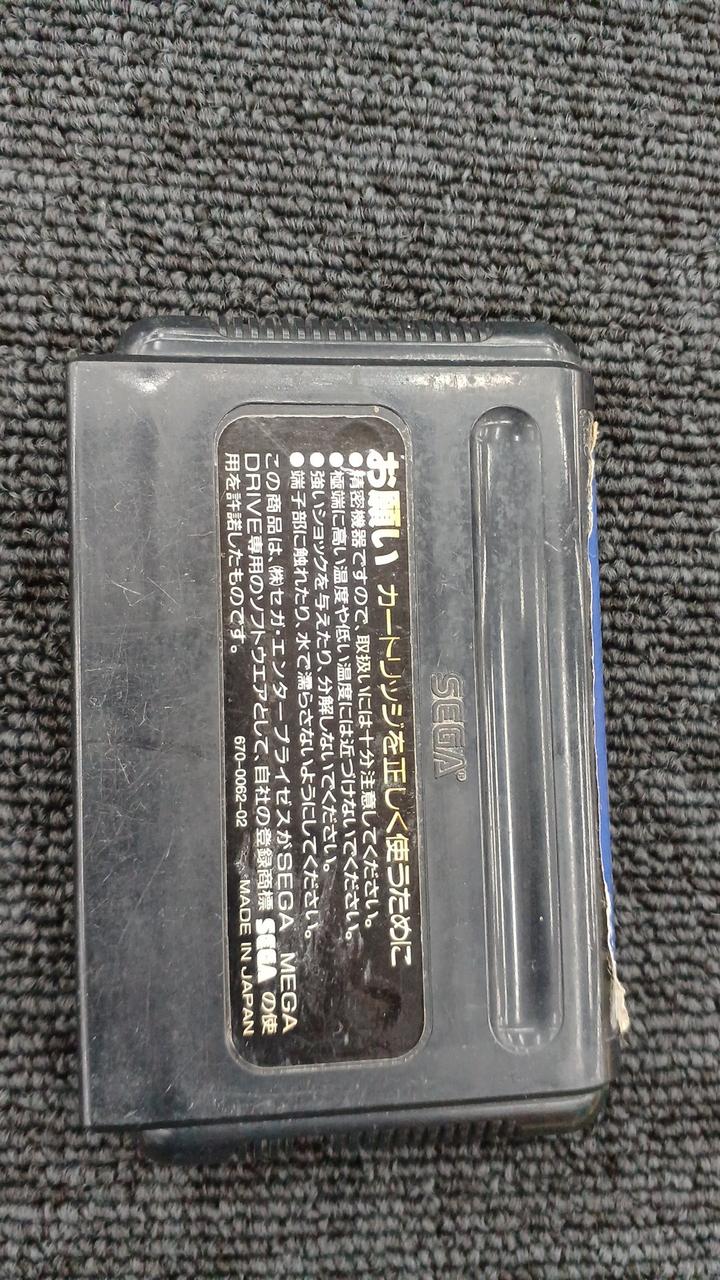 SEGA®
お願い カートリッジを正しく使うために
●精密機器ですので、取扱いには十分注意してください。
●極端に高い温度や低い温度には近づけないでください。
●強いショックを与えたり、分解しないでください。
●端子部に触れたり、水で濡らさないようにしてください。
この商品は、㈱セガ・エンタープライゼスがSEGA MEGA
DRIVE専用のソフトウエアとして、自社の登録商標 SEGA の使
用を許諾したものです。
670-0062-02 MADE IN JAPAN